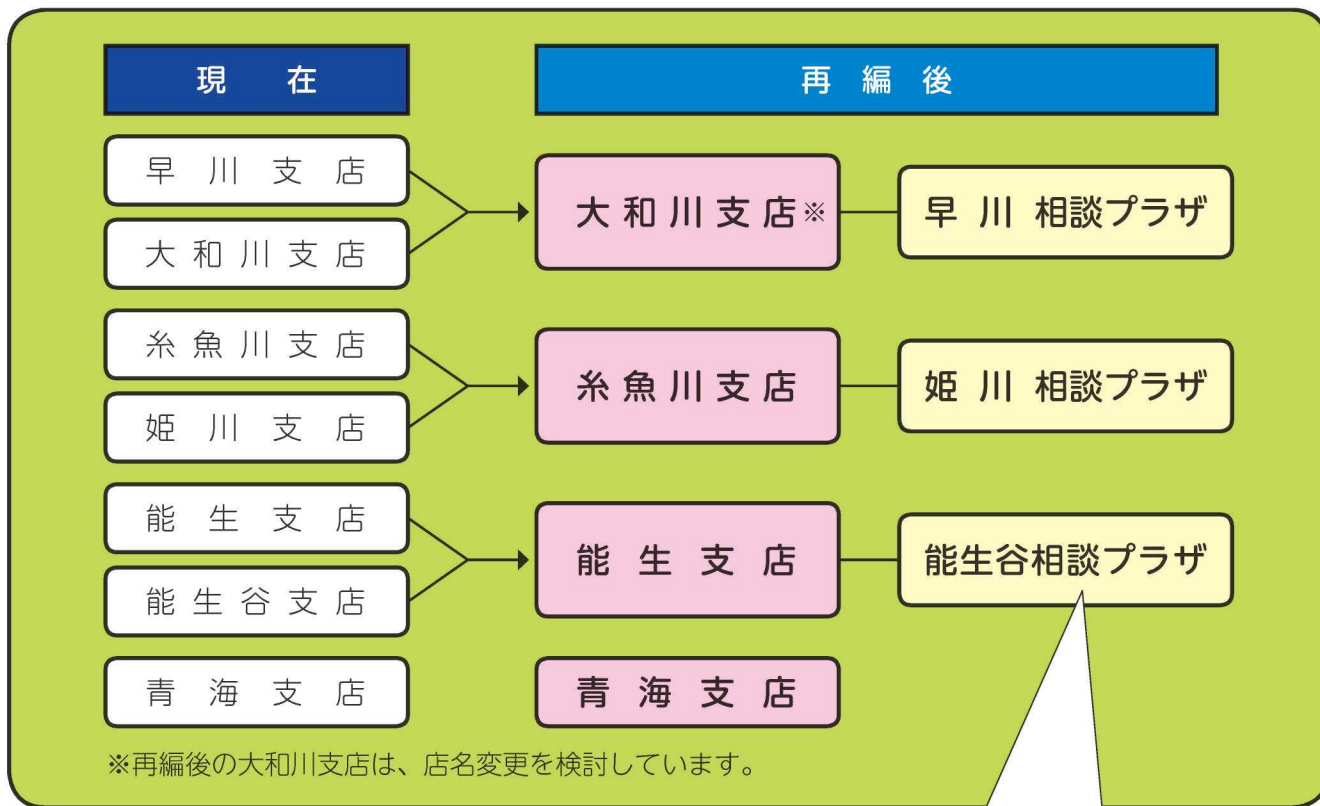 現在
再編後
早川支店
大和川支店
大和川支店※
早川 相談プラザ
糸魚川支店
姫川支店
糸魚川支店
姫川 相談プラザ
能生支店
能生谷支店
能生支店
能生谷相談プラザ
青海支店
青海支店
※再編後の大和川支店は、店名変更を検討しています。